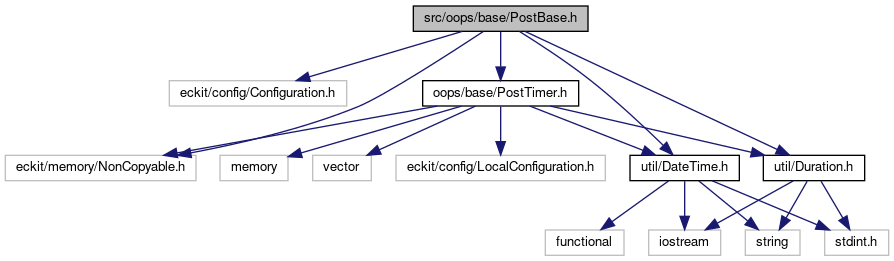 src/oops/base/PostBase.h
eckit/config/Configuration.h
oops/base/PostTimer.h
eckit/memory/NonCopyable.h
memory
vector
eckit/config/LocalConfiguration.h
util/DateTime.h
util/Duration.h
functional
iostream
string
stdint.h